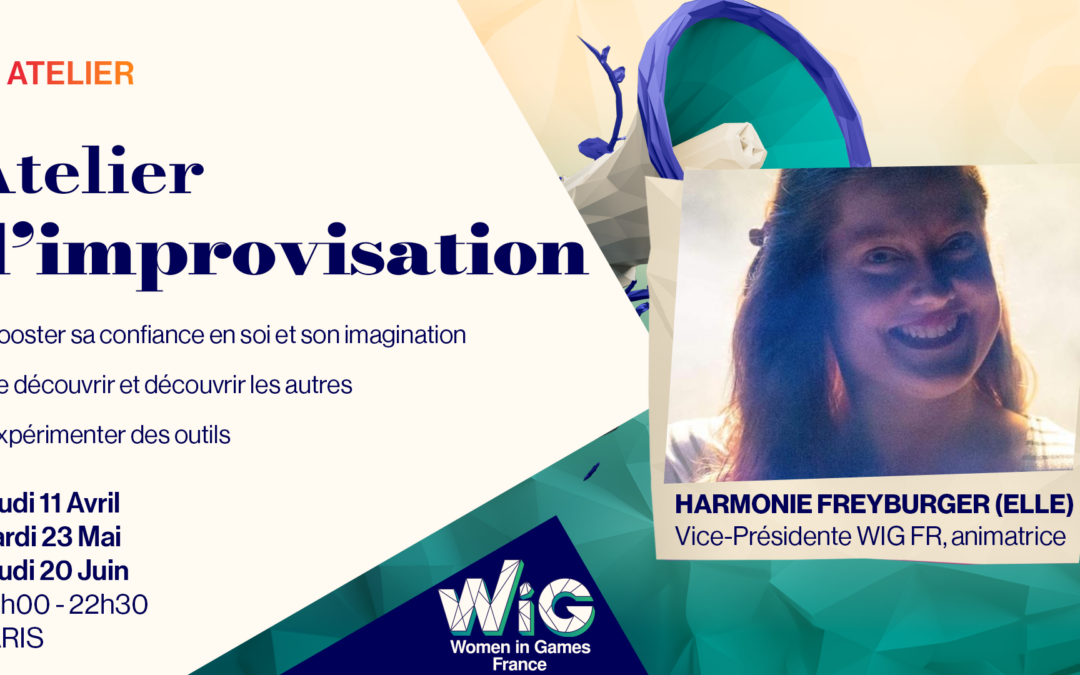 ATELIER
Atelier
d'improvisation
ooster sa confiance en soi et son imagination
e découvrir et découvrir les autres
xpérimenter des outils
udi 11 Avril
ardi 23 Mai
udi 20 Juin
h00 - 22h30
ARIS
HARMONIE FREYBURGER (ELLE)
Vice-Présidente WIG FR, animatrice
WiG
Women in Games
France